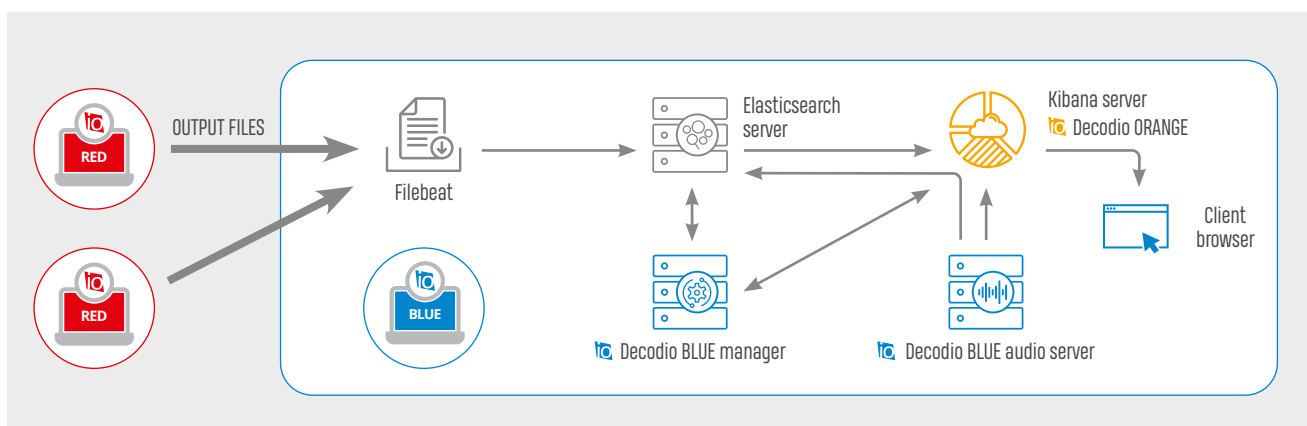 RED
OUTPUT FILES
Filebeat
Elasticsearch
server
Kibana server
Decodio ORANGE
Client
browser
RED
BLUE
Decodio BLUE manager
Decodio BLUE audio server